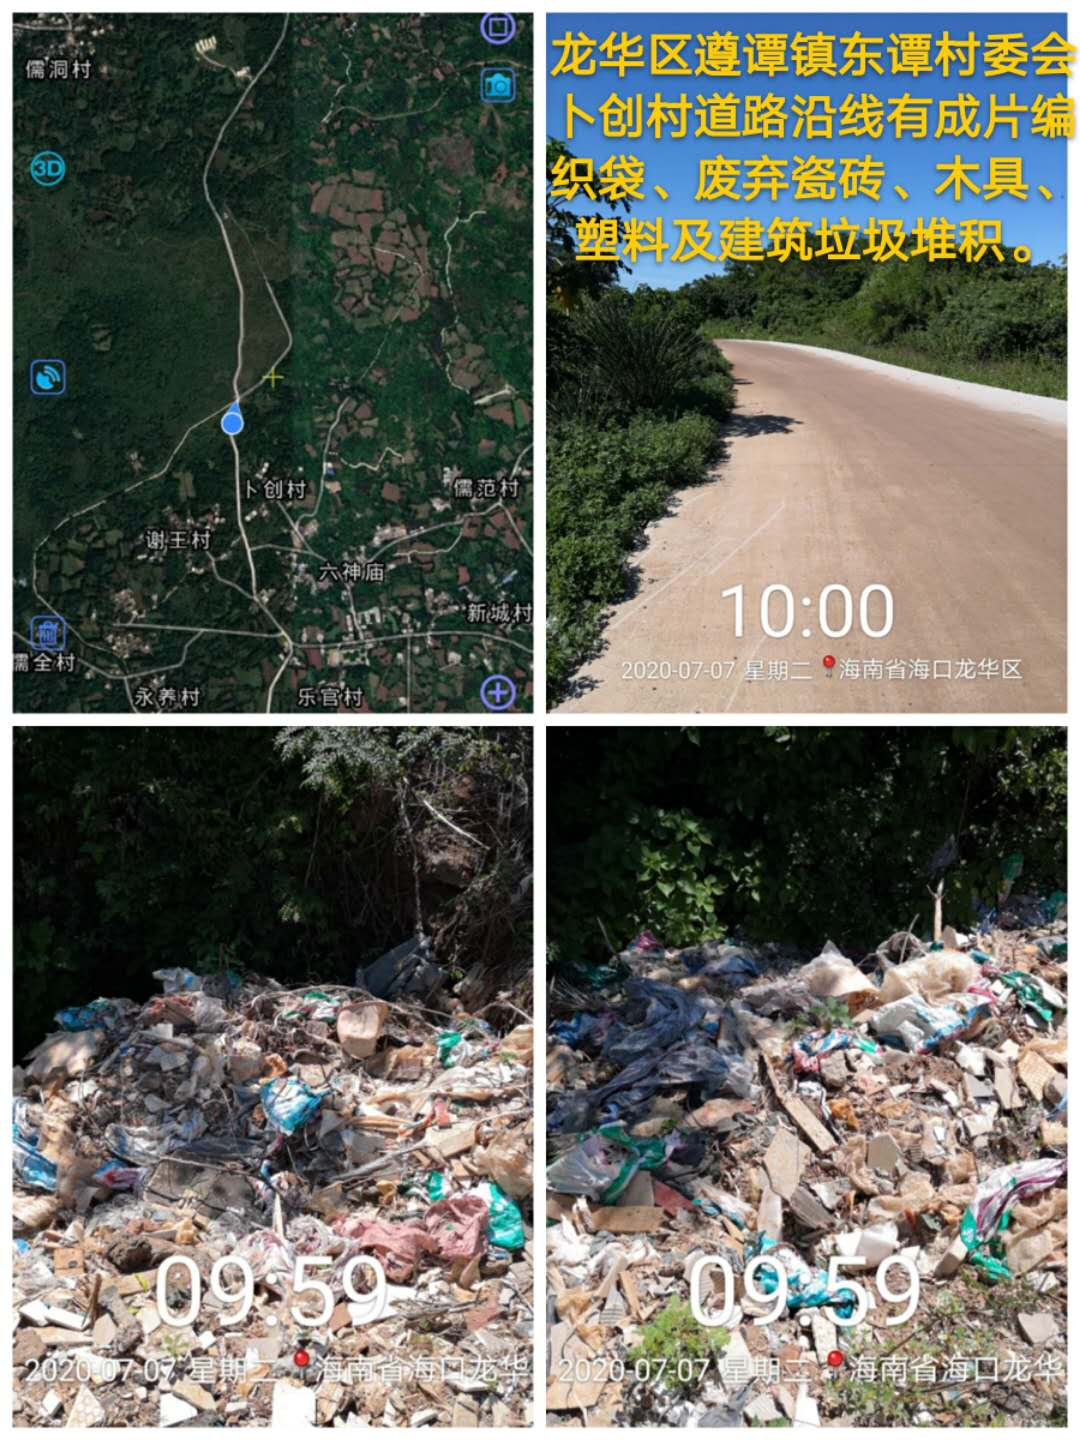 儒洞村
3D
卜创村
儒范村
谢王村
六神庙
新城村
儒全村
永养村
乐官村
龙华区遵谭镇东谭村委会
卜创村道路沿线有成片编
织袋、废弃瓷砖、木具、
塑料及建筑垃圾堆积。
10:00
2020-07-07 星期二 海南省海口龙华区
09:59
2020-07-07 星期二 海南省海口龙华
09:59
2020-07-07 星期二 海南省海口龙华